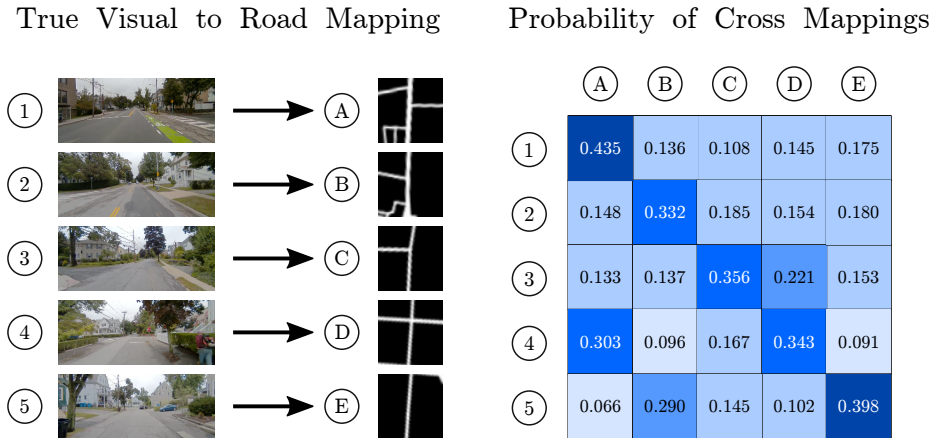 True Visual to Road Mapping
1 A
2 B
3 C
4 D
5 E
Probability of Cross Mappings
A B C D E
1 0.435 0.136 0.108 0.145 0.175
2 0.148 0.332 0.185 0.154 0.180
3 0.133 0.137 0.356 0.221 0.153
4 0.303 0.096 0.167 0.343 0.091
5 0.066 0.290 0.145 0.102 0.398